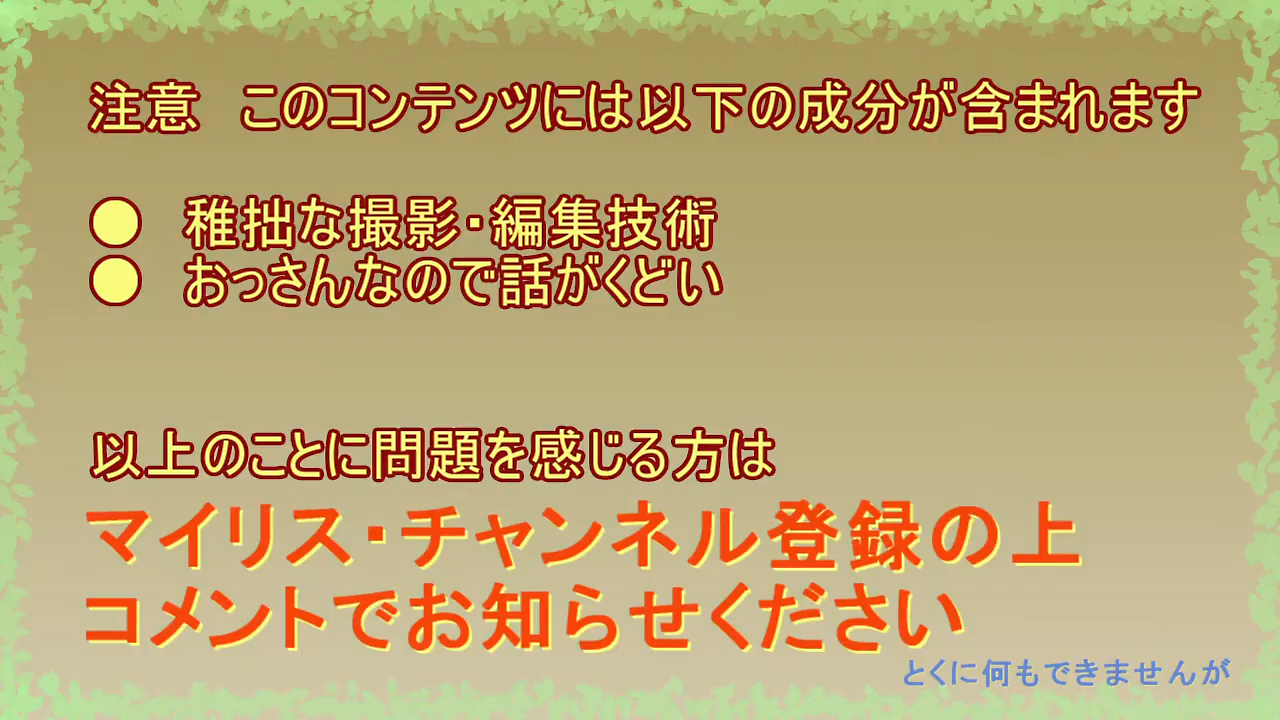 注意　このコンテンツには以下の成分が含まれます
●　稚拙な撮影・編集技術
●　おっさんなので話がくどい
以上のことに問題を感じる方は
マイリス・チャンネル登録の上
コメントでお知らせください
とくに何もできませんが